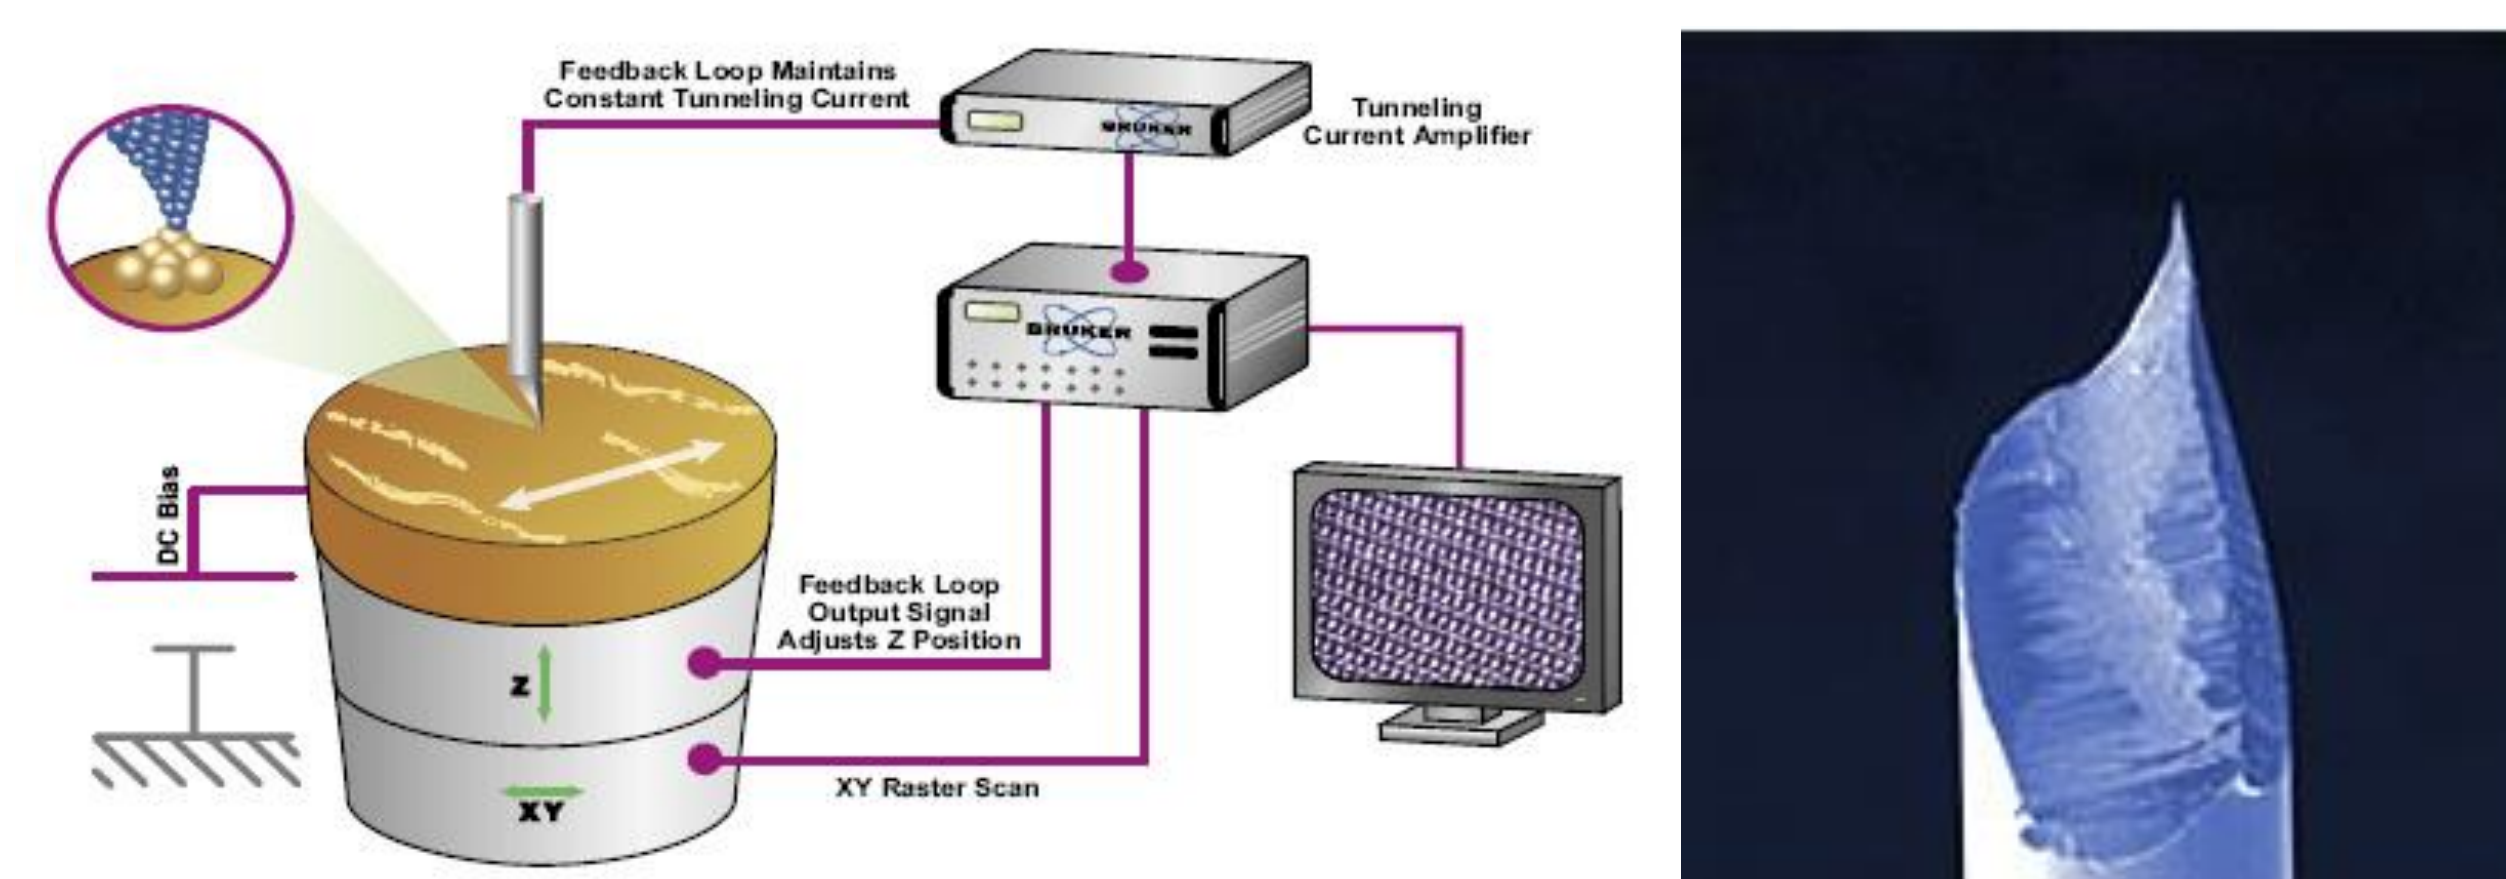 Feedback Loop Maintains
Constant Tunneling Current
BRUKER
Tunneling
Current Amplifier
BRUKER
DC Bias
Feedback Loop
Output Signal
Adjusts Z Position
Z
XY Raster Scan
XY